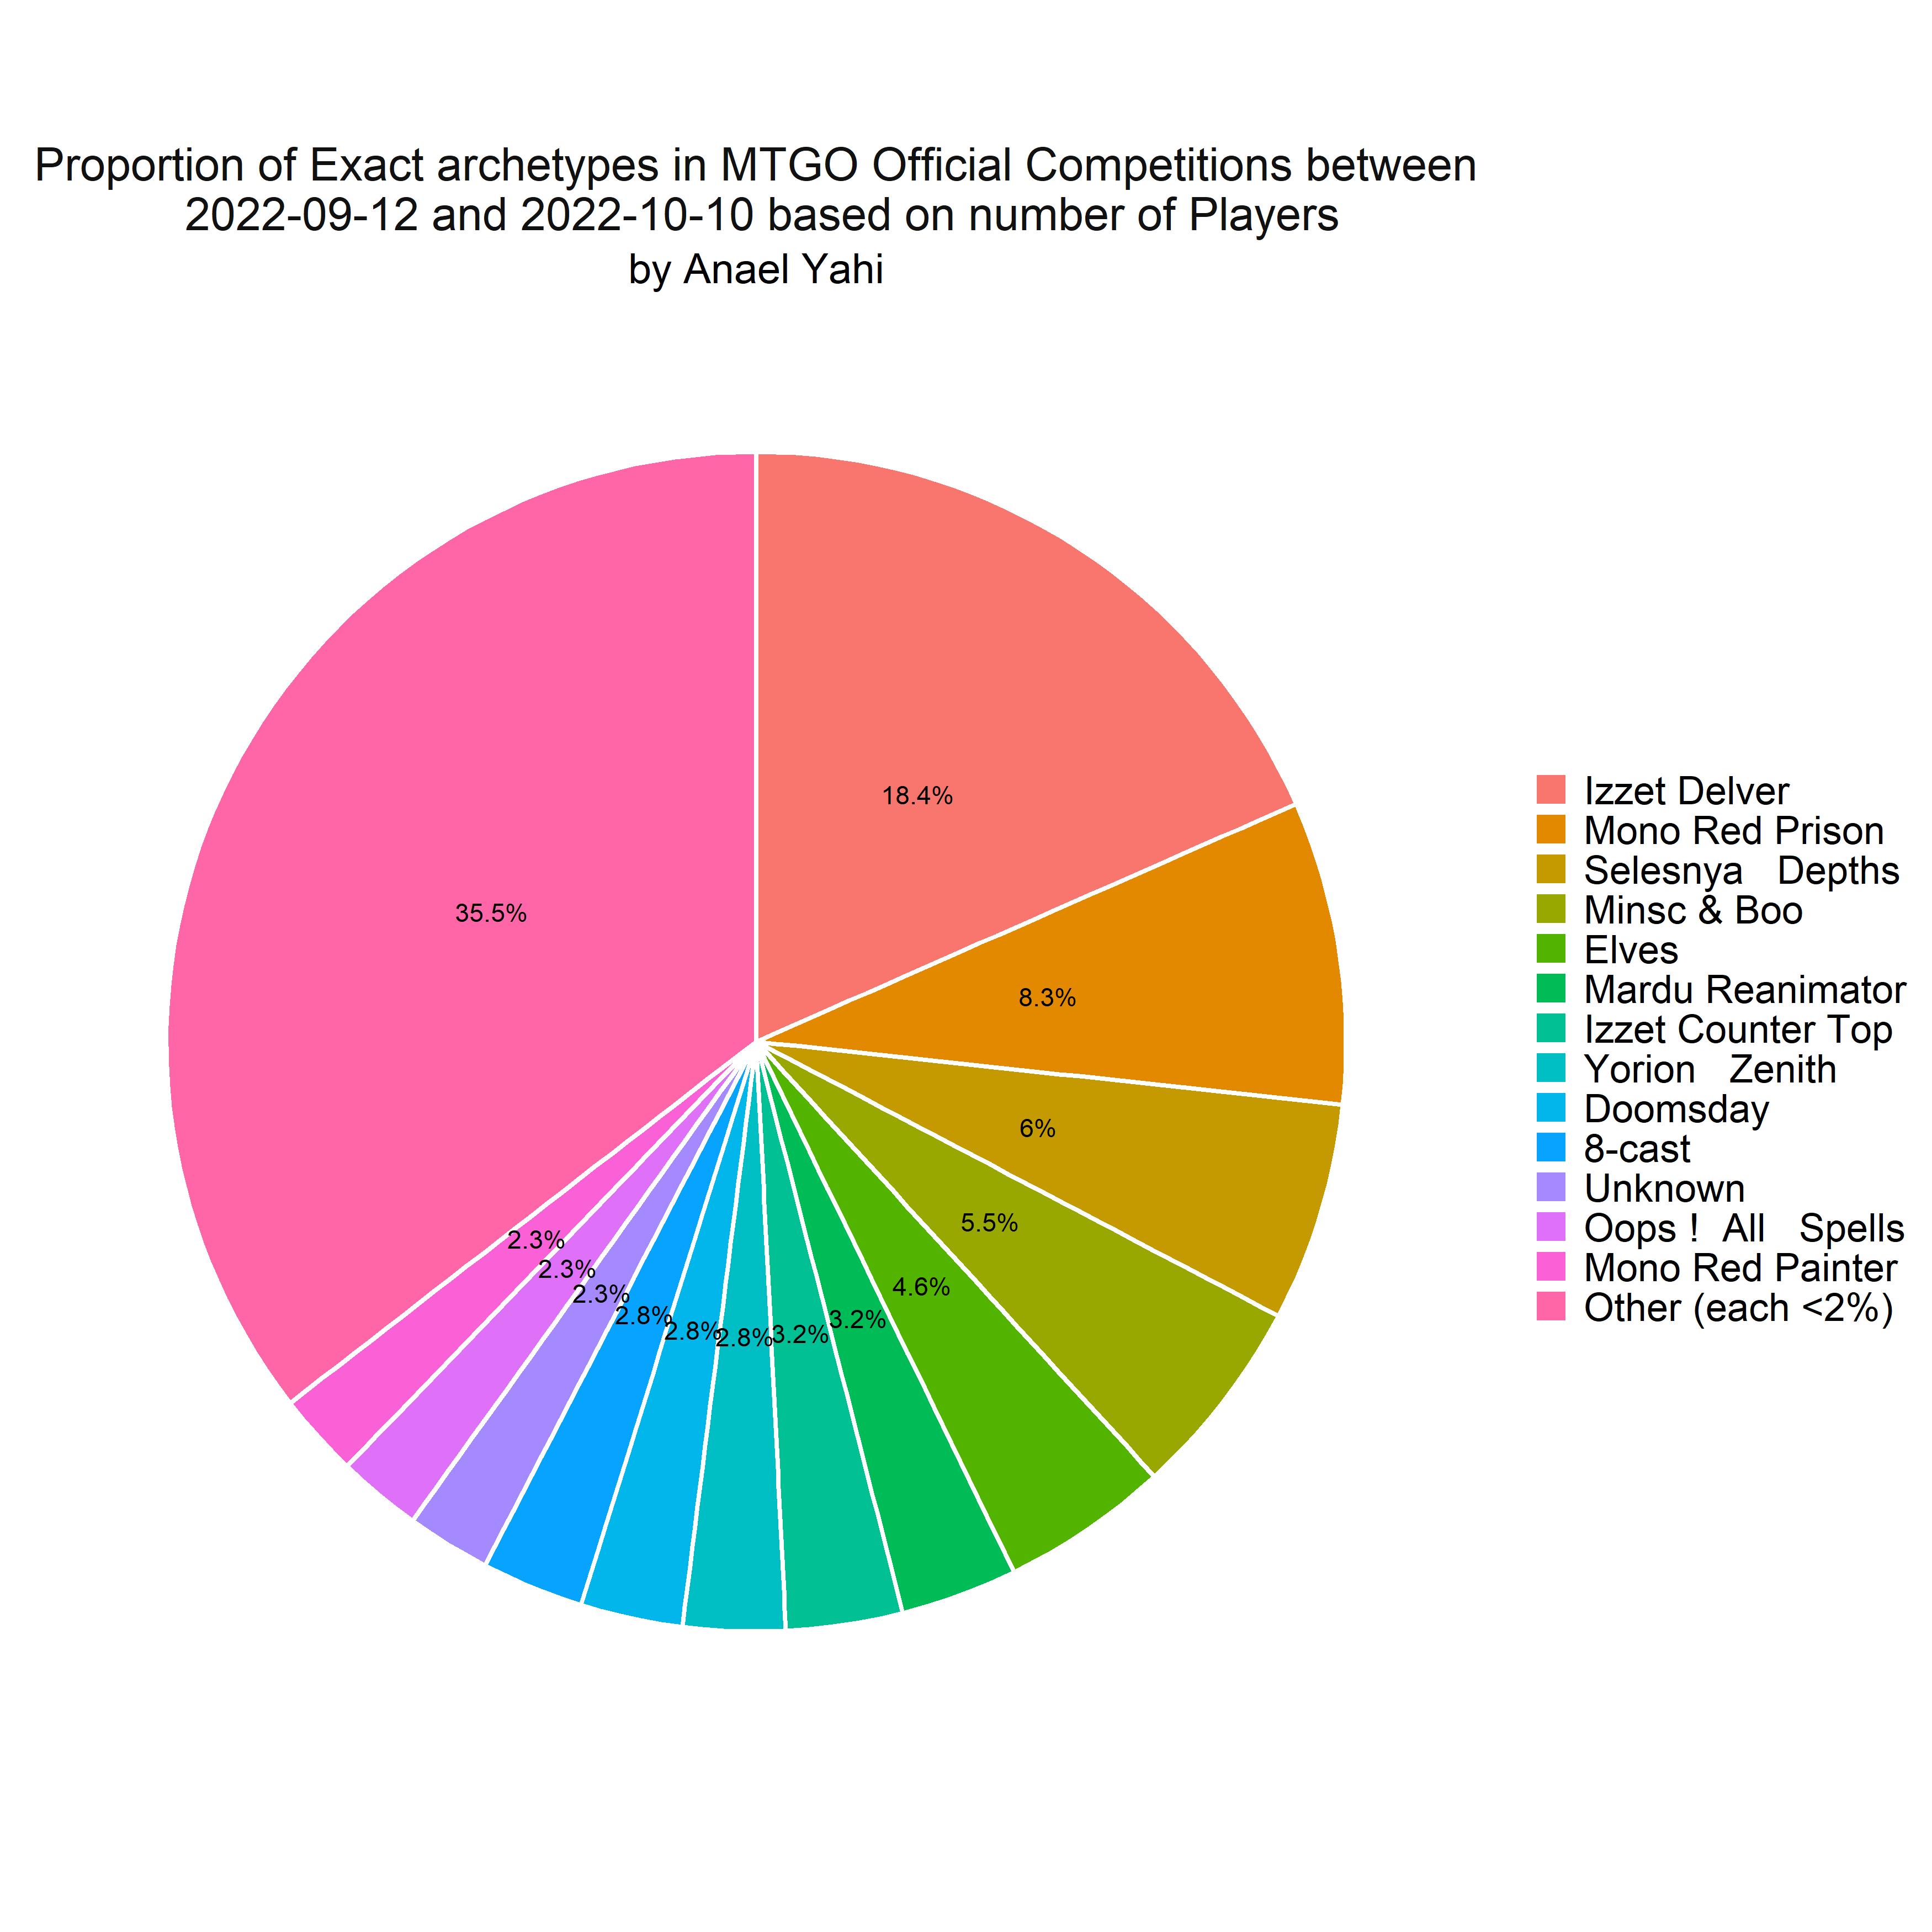 Proportion of Exact archetypes in MTGO Official Competitions between
2022-09-12 and 2022-10-10 based on number of Players
by Anael Yahi
18.4%
8.3%
6%
5.5%
4.6%
3.2%
3.2%
2.8%
2.8%
2.8%
2.3%
2.3%
2.3%
35.5%
Izzet Delver
Mono Red Prison
Selesnya Depths
Minsc & Boo
Elves
Mardu Reanimator
Izzet Counter Top
Yorion Zenith
Doomsday
8-cast
Unknown
Oops ! All Spells
Mono Red Painter
Other (each <2%)